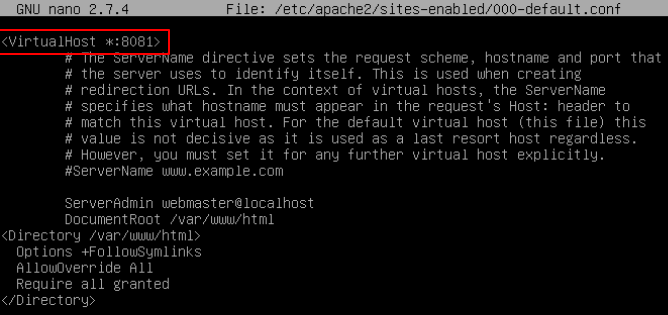 GNU nano 2.7.4 File: /etc/apache2/sites-enabled/000-default.conf
<VirtualHost *:8081>
# The ServerName directive sets the request scheme, hostname and port that
# the server uses to identify itself. This is used when creating
# redirection URLs. In the context of virtual hosts, the ServerName
# specifies what hostname must appear in the request's Host: header to
# match this virtual host. For the default virtual host (this file) this
# value is not decisive as it is used as a last resort host regardless.
# However, you must set it for any further virtual host explicitly.
#ServerName www.example.com
ServerAdmin webmaster@localhost
DocumentRoot /var/www/html
<Directory /var/www/html>
Options +FollowSymlinks
AllowOverride All
Require all granted
</Directory>